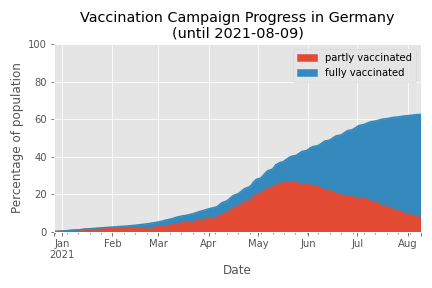 Vaccination Campaign Progress in Germany
(until 2021-08-09)
partly vaccinated
fully vaccinated
Percentage of population
100
80
60
40
20
0
Jan Feb Mar Apr May Jun Jul Aug
2021
Date